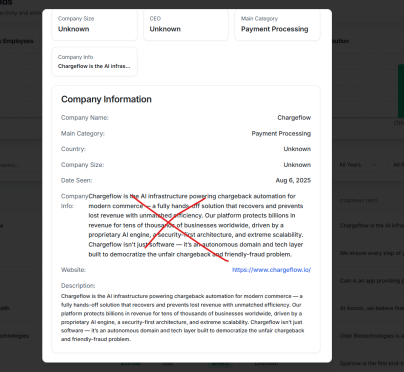 Company Size
Unknown
CEO
Unknown
Main Category
Payment Processing
Company Info
Chargeflow is the AI infras...
Company Information
Company Name: Chargeflow
Main Category: Payment Processing
Country: Unknown
Company Size: Unknown
Date Seen: Aug 6, 2025
Company Info:
Chargeflow is the AI infrastructure powering chargeback automation for
modern commerce — a fully hands-off solution that recovers and prevents
lost revenue with unmatched efficiency. Our platform protects billions in
revenue for tens of thousands of businesses worldwide, driven by a
proprietary AI engine, a security-first architecture, and extreme scalability.
Chargeflow isn't just software — it's an autonomous domain and tech layer
built to democratize the unfair chargeback and friendly-fraud problem.
Website: https://www.chargeflow.io/
Description:
Chargeflow is the AI infrastructure powering chargeback automation for modern commerce — a
fully hands-off solution that recovers and prevents lost revenue with unmatched efficiency. Our
platform protects billions in revenue for tens of thousands of businesses worldwide, driven by a
proprietary AI engine, a security-first architecture, and extreme scalability. Chargeflow isn't just
software — it's an autonomous domain and tech layer built to democratize the unfair chargeback
and friendly-fraud problem.
Employees
All Years